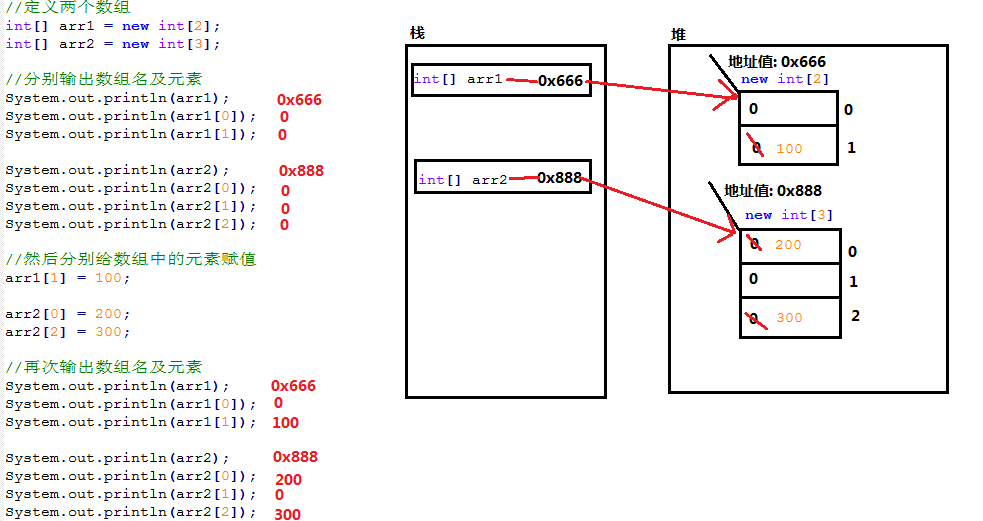 //定义两个数组
int[] arr1 = new int[2];
int[] arr2 = new int[3];
//分别输出数组名及元素
System.out.println(arr1); 0x666
System.out.println(arr1[0]); 0
System.out.println(arr1[1]); 0
System.out.println(arr2); 0x888
System.out.println(arr2[0]); 0
System.out.println(arr2[1]); 0
System.out.println(arr2[2]); 0
//然后分别给数组中的元素赋值
arr1[1] = 100;
arr2[0] = 200;
arr2[2] = 300;
//再次输出数组名及元素
System.out.println(arr1); 0x666
System.out.println(arr1[0]); 0
System.out.println(arr1[1]); 100
System.out.println(arr2); 0x888
System.out.println(arr2[0]); 200
System.out.println(arr2[1]); 0
System.out.println(arr2[2]); 300
栈
int[] arr1 0x666
int[] arr2 0x888
堆
地址值: 0x666
new int[2]
0 0
0 100 1
地址值: 0x888
new int[3]
0 200 0
0 1
0 300 2